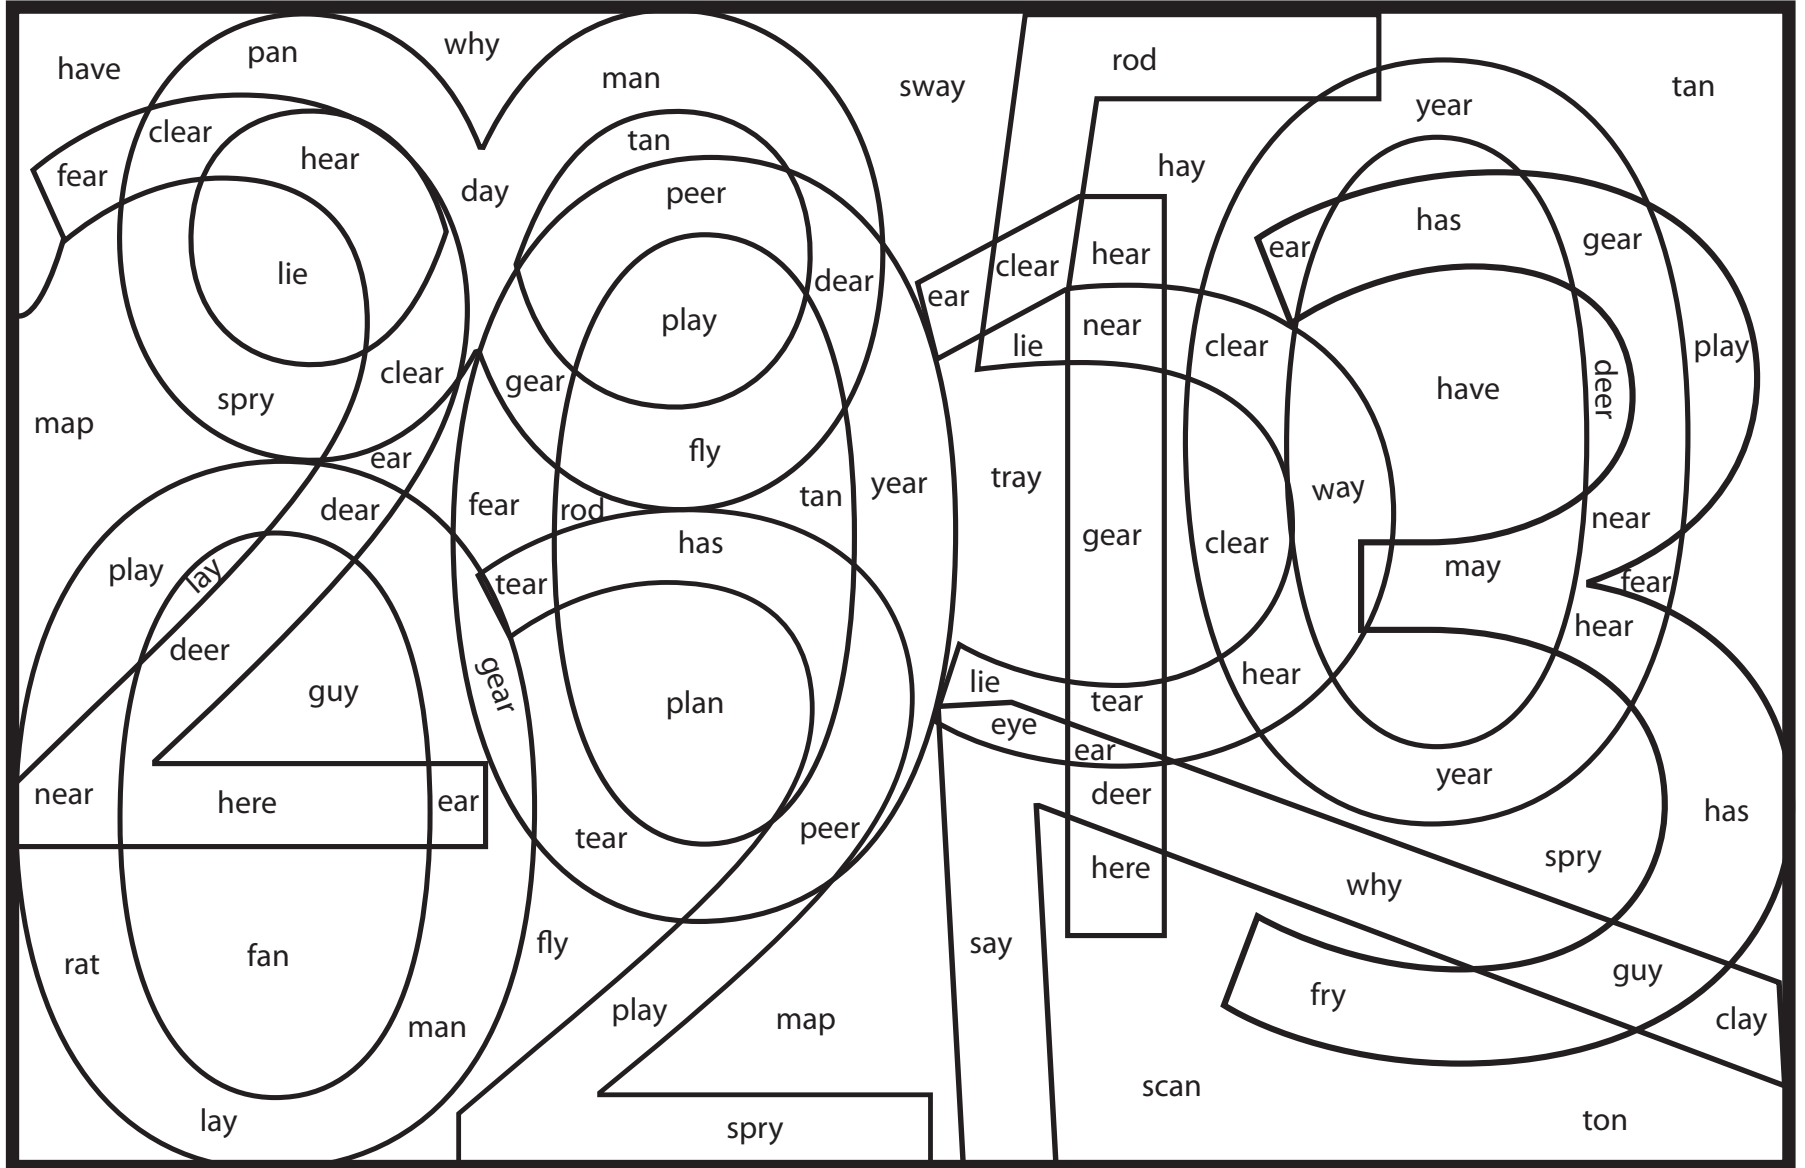 have
pan
why
man
sway
rod
tan
year
clear
hear
tan
fear
day
peer
hay
has
gear
ear
clear
hear
lie
dear
ear
play
near
lie
clear
play
clear
gear
have
deer
spry
map
ear
fly
fear
rod
tan
year
tray
way
dear
near
play
lay
has
gear
clear
may
tear
fear
hear
deer
guy
gear
plan
lie
tear
hear
eye
ear
year
near
here
ear
deer
has
tear
peer
here
spry
why
rat
fan
fly
say
guy
fry
man
play
map
clay
lay
spry
scan
ton